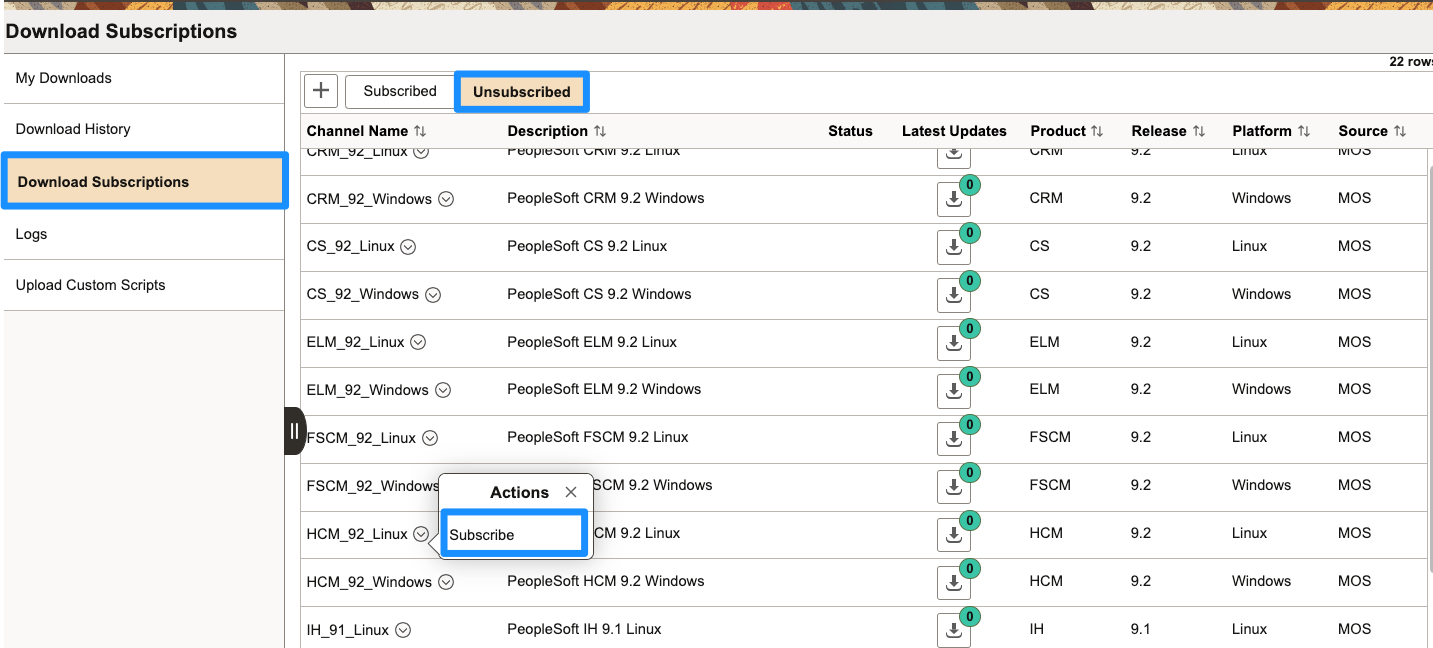 Download Subscriptions
My Downloads
Download History
Download Subscriptions
Logs
Upload Custom Scripts
22 rows
Subscribed Unsubscribed
Channel Name Description Status Latest Updates Product Release Platform Source
CRM_92_Linux PeopleSoft CRM 9.2 Linux CRM 9.2 Linux MOS
CRM_92_Windows PeopleSoft CRM 9.2 Windows 0 CRM 9.2 Windows MOS
CS_92_Linux PeopleSoft CS 9.2 Linux 0 CS 9.2 Linux MOS
CS_92_Windows PeopleSoft CS 9.2 Windows 0 CS 9.2 Windows MOS
ELM_92_Linux PeopleSoft ELM 9.2 Linux 0 ELM 9.2 Linux MOS
ELM_92_Windows PeopleSoft ELM 9.2 Windows 0 ELM 9.2 Windows MOS
FSCM_92_Linux PeopleSoft FSCM 9.2 Linux 0 FSCM 9.2 Linux MOS
FSCM_92_Windows SCM 9.2 Windows 0 FSCM 9.2 Windows MOS
Actions
Subscribe
HCM_92_Linux CM 9.2 Linux 0 HCM 9.2 Linux MOS
HCM_92_Windows PeopleSoft HCM 9.2 Windows 0 HCM 9.2 Windows MOS
IH_91_Linux PeopleSoft IH 9.1 Linux 0 IH 9.1 Linux MOS